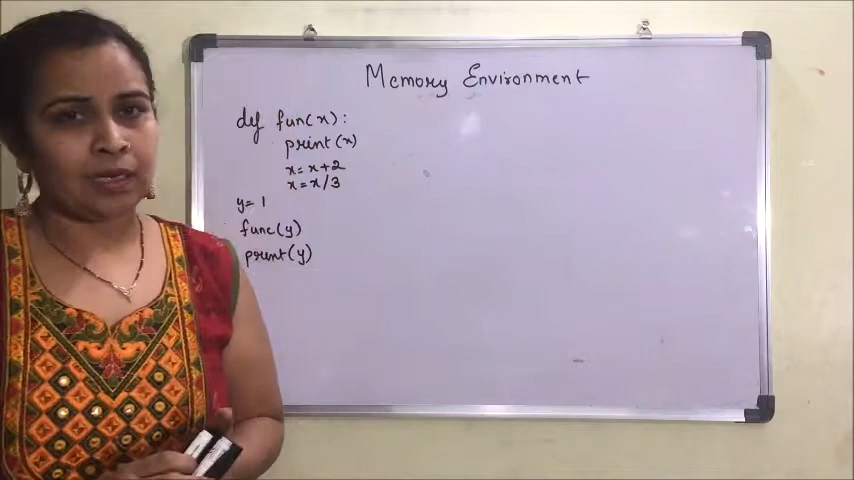 Memory Environment
def fun(x):
print(x)
x=x+2
x=x/3
y=1
func(y)
print(y)